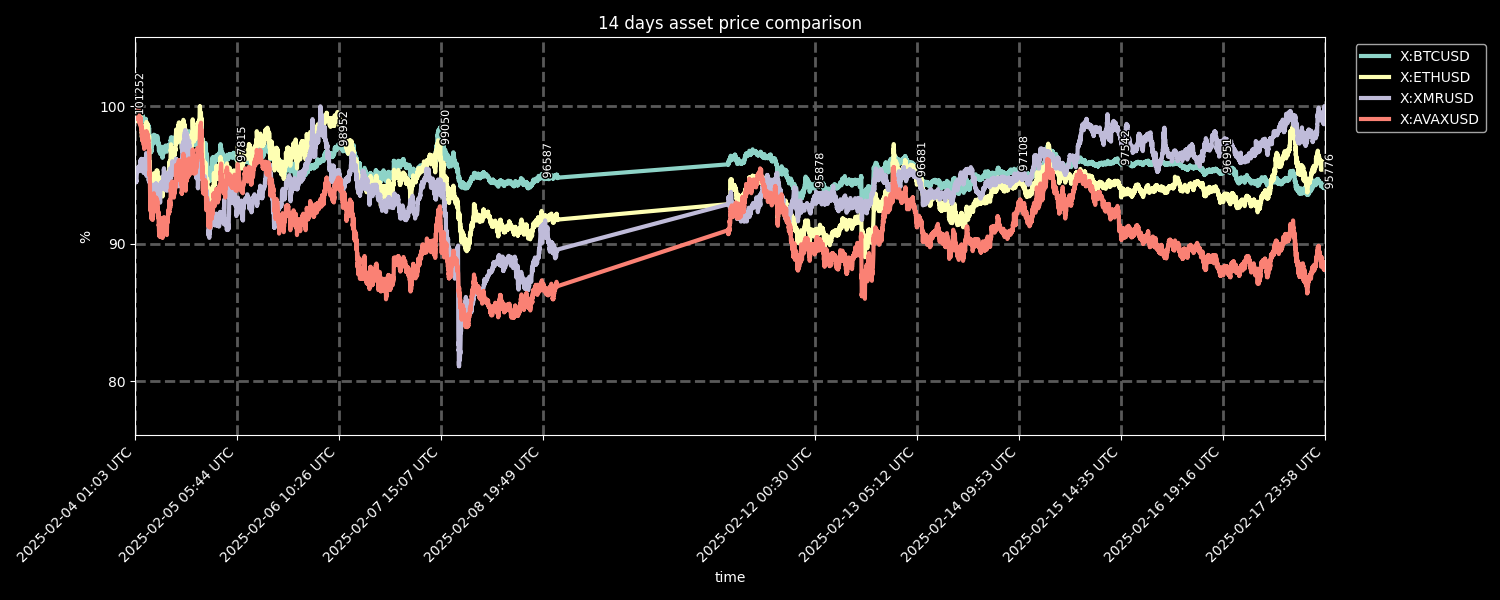 14 days asset price comparison
X:BTCUSD
X:ETHUSD
X:XMRUSD
X:AVAXUSD
100
90
80
%
101252
97815
98952
99050
96587
95878
96681
97108
97542
96951
95776
2025-02-04 01:03 UTC
2025-02-05 05:44 UTC
2025-02-06 10:26 UTC
2025-02-07 15:07 UTC
2025-02-08 19:49 UTC
2025-02-12 00:30 UTC
2025-02-13 05:12 UTC
2025-02-14 09:53 UTC
2025-02-15 14:35 UTC
2025-02-16 19:16 UTC
2025-02-17 23:58 UTC
time